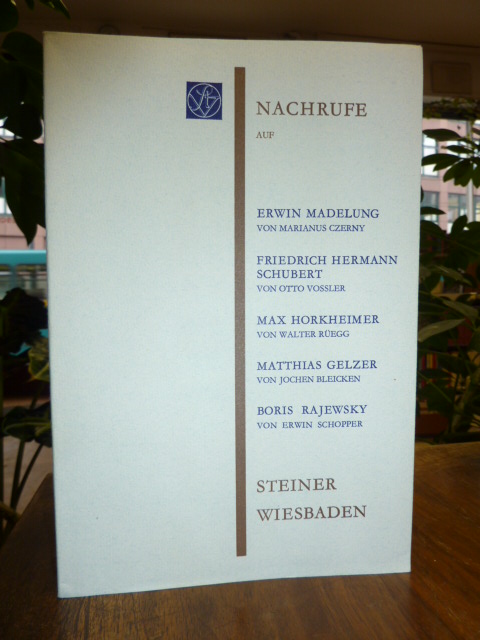 NACHRUFE
AUF
ERWIN MADELUNG
VON MARIANUS CZERNY
FRIEDRICH HERMANN
SCHUBERT
VON OTTO VOSSLER
MAX HORKHEIMER
VON WALTER RÜEGG
MATTHIAS GELZER
VON JOCHEN BLEICKEN
BORIS RAJEWSKY
VON ERWIN SCHOPPER
STEINER
WIESBADEN